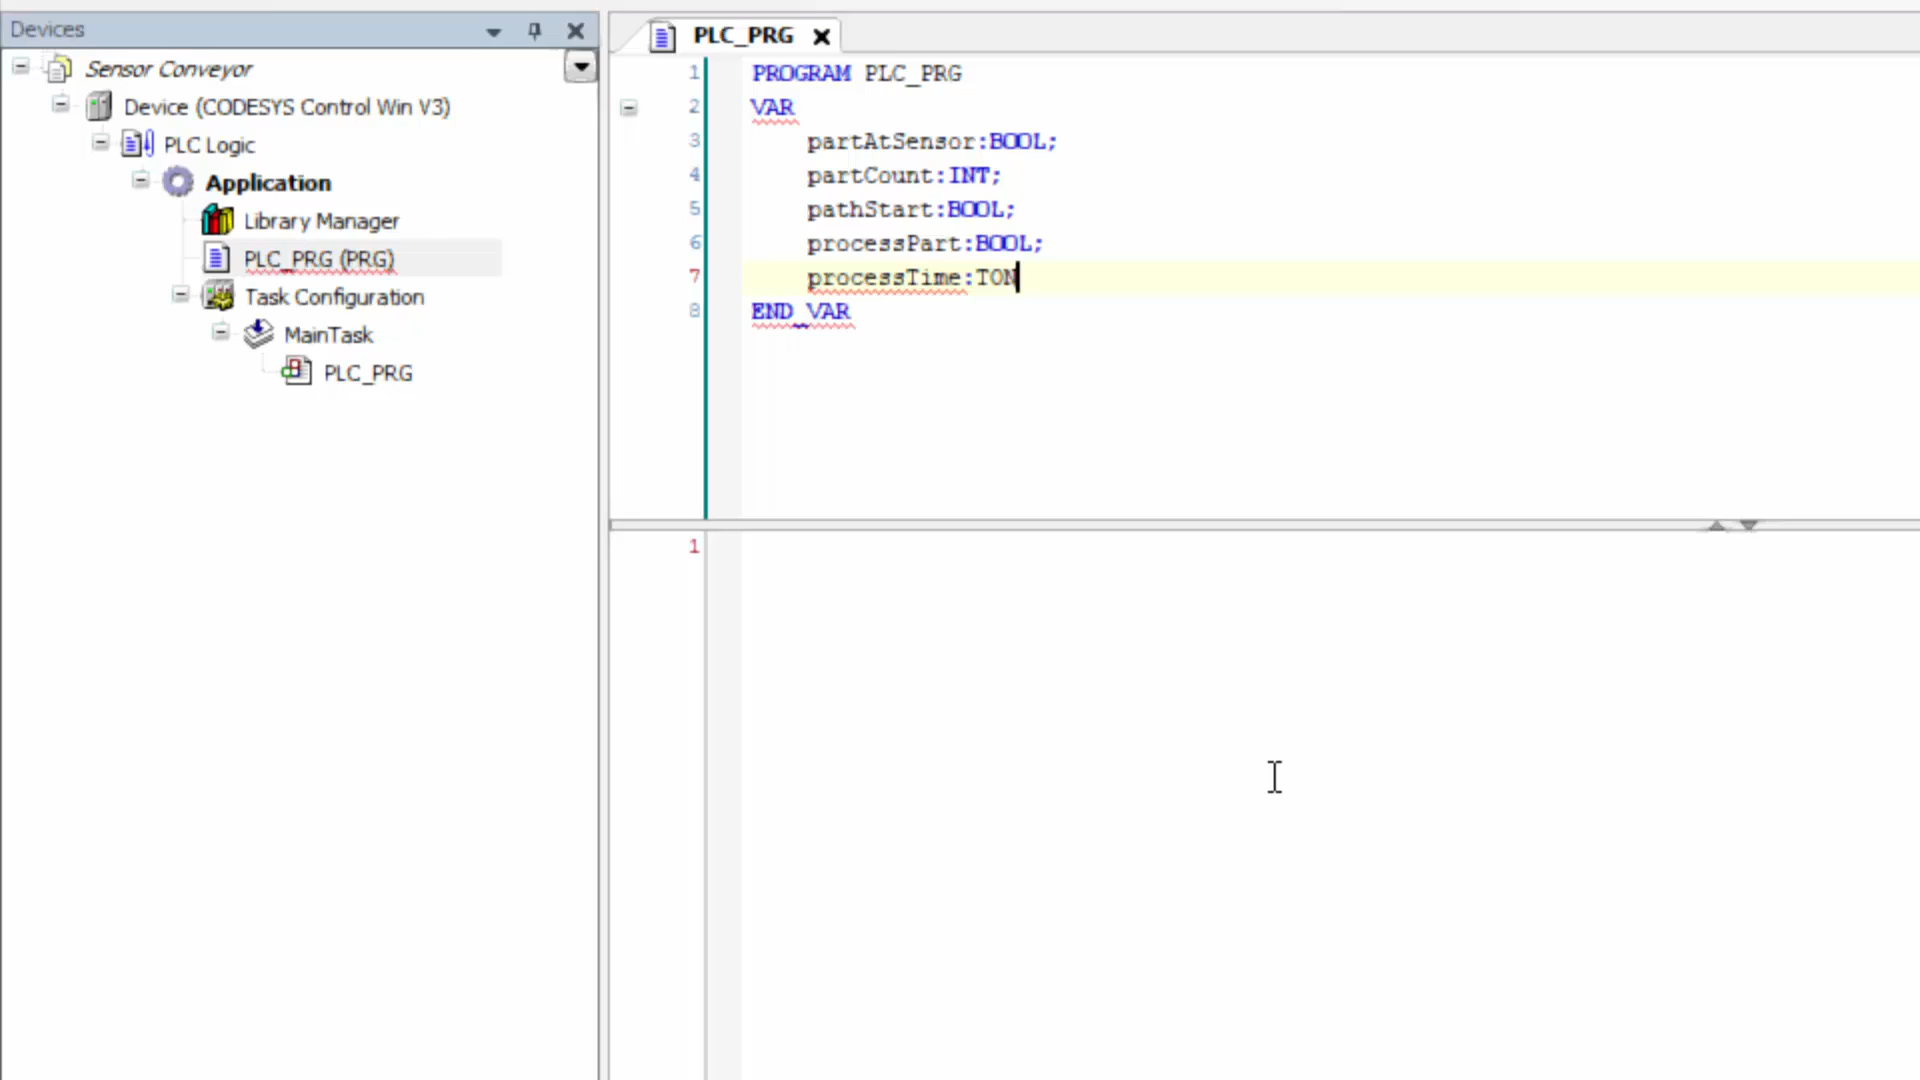 Devices
Sensor Conveyor
Device (CODESYS Control Win V3)
PLC Logic
Application
Library Manager
PLC_PRG (PRG)
Task Configuration
MainTask
PLC_PRG
PLC_PRG
1 PROGRAM PLC_PRG
2 VAR
3 partAtSensor:BOOL;
4 partCount:INT;
5 pathStart:BOOL;
6 processPart:BOOL;
7 processTime:TON
8 END_VAR
1